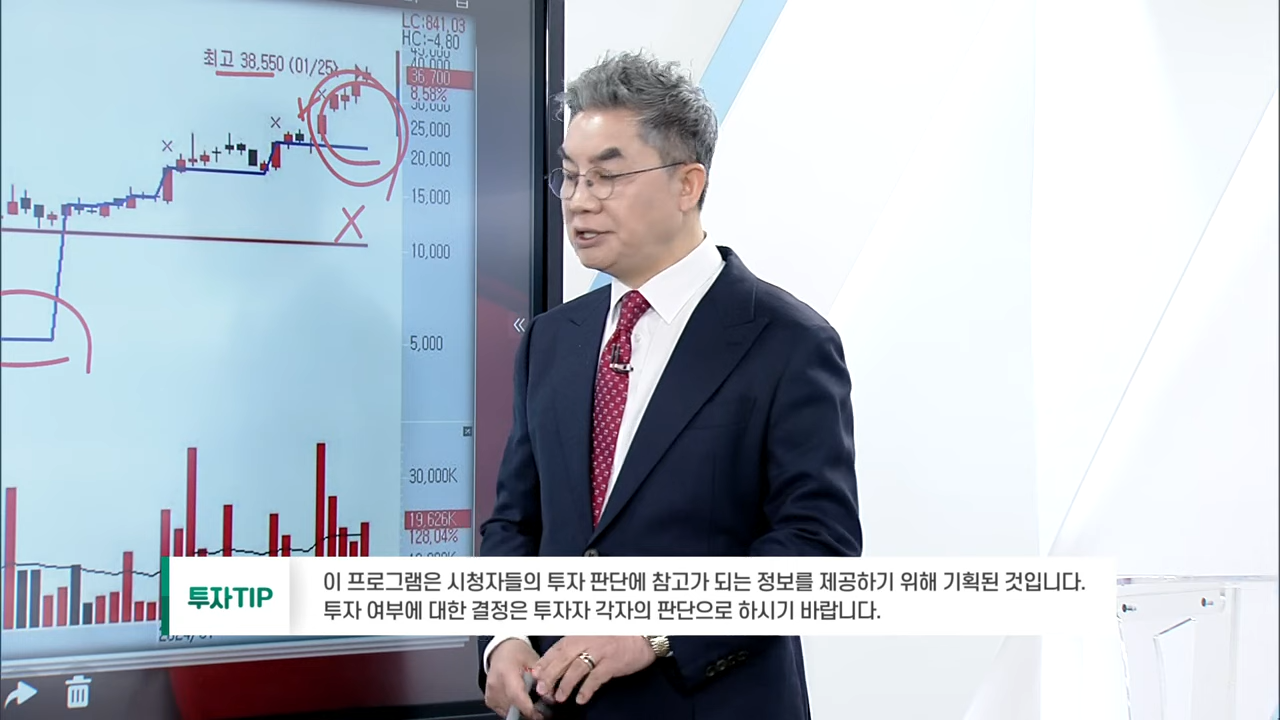 LC:841.03
HC:-4.80
최고 38,550 (01/25)
45,000
40,000
36,700
8.58%
30,000
25,000
20,000
15,000
10,000
5,000
30,000K
19,626K
128.04%
투자TIP
이 프로그램은 시청자들의 투자 판단에 참고가 되는 정보를 제공하기 위해 기획된 것입니다.
투자 여부에 대한 결정은 투자자 각자의 판단으로 하시기 바랍니다.